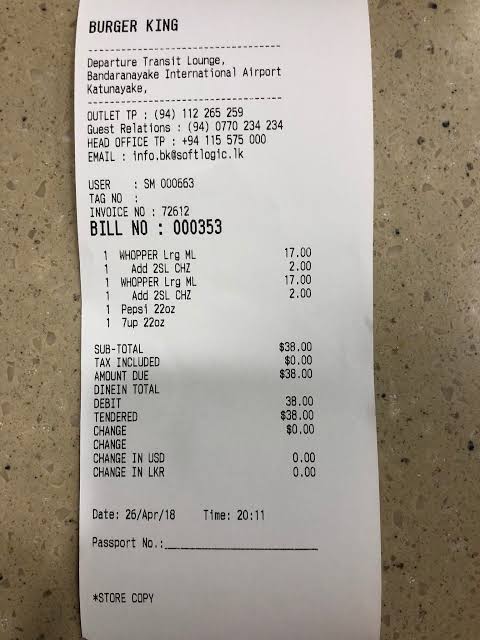 BURGER KING
Departure Transit Lounge,
Bandaranayake International Airport
Katunayake,
OUTLET TP : (94) 112 265 259
Guest Relations : (94) 0770 234 234
HEAD OFFICE TP : +94 115 575 000
EMAIL : info.bk@softlogic.lk
USER : SM 000663
TAG NO :
INVOICE NO : 72612
BILL NO : 000353
1 WHOPPER Lrg ML 17.00
1 Add 2SL CHZ 2.00
1 WHOPPER Lrg ML 17.00
1 Add 2SL CHZ 2.00
1 Pepsi 22oz
1 7up 22oz
SUB-TOTAL $38.00
TAX INCLUDED $0.00
AMOUNT DUE $38.00
DINEIN TOTAL
DEBIT 38.00
TENDERED $38.00
CHANGE $0.00
CHANGE
CHANGE IN USD 0.00
CHANGE IN LKR 0.00
Date: 26/Apr/18 Time: 20:11
Passport No.:____________________
*STORE COPY